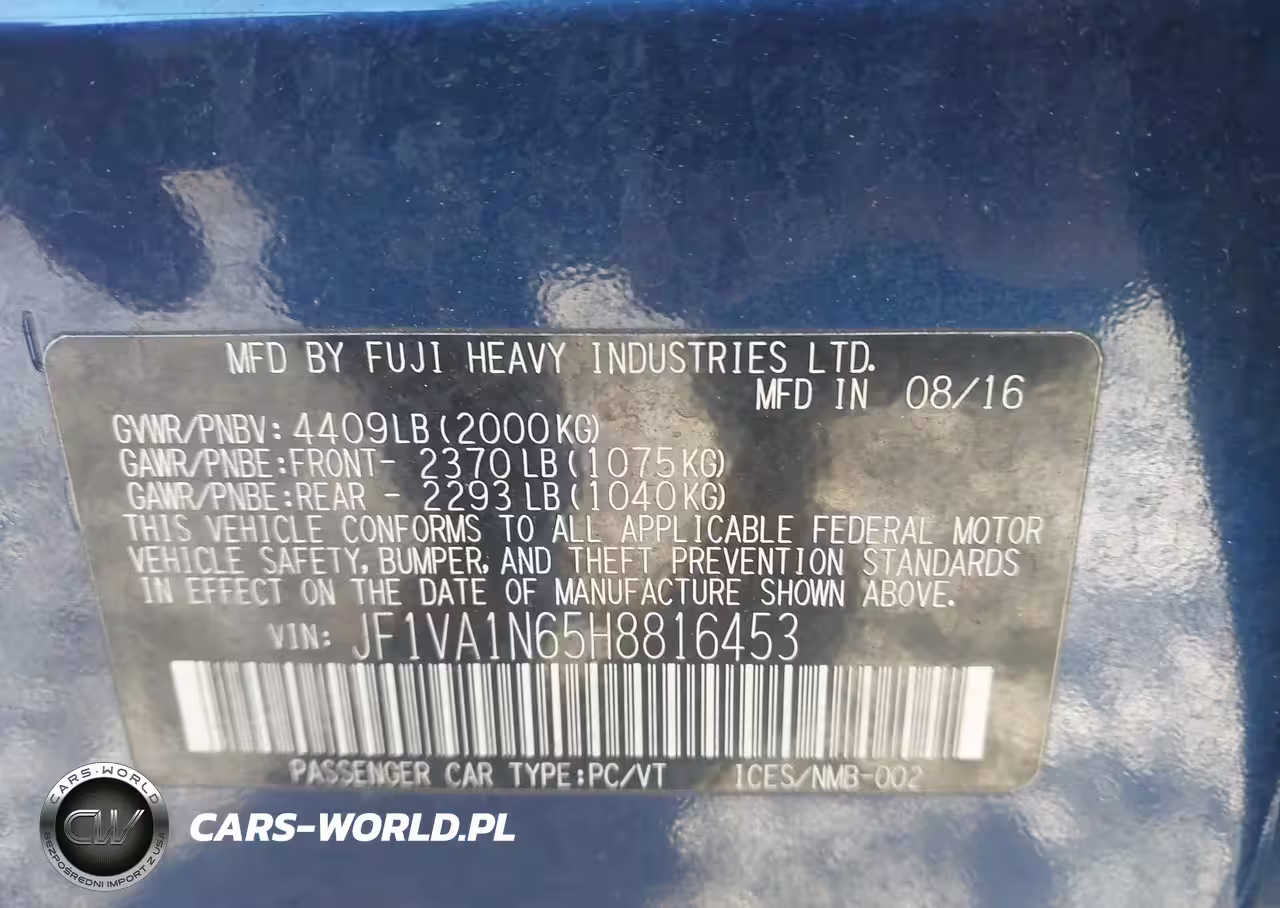 MFD BY FUJI HEAVY INDUSTRIES LTD.
MFD IN 08/16
GVWR/PNBV: 4409LB(2000KG)
GAWR/PNBE:FRONT- 2370LB(1075KG)
GAWR/PNBE:REAR - 2293LB(1040KG)
THIS VEHICLE CONFORMS TO ALL APPLICABLE FEDERAL MOTOR
VEHICLE SAFETY, BUMPER, AND THEFT PREVENTION STANDARDS
IN EFFECT ON THE DATE OF MANUFACTURE SHOWN ABOVE.
VIN: JF1VA1N65H8816453
PASSENGER CAR TYPE:PC/VT ICES/NMB-002
CARS-WORLD
CW
BEZPOŚREDNI IMPORT Z USA
CARS-WORLD.PL